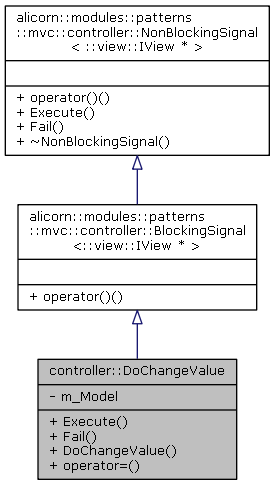 alicorn::modules::patterns
::mvc::controller::NonBlockingSignal
< ::view::IView * >
+ operator()()
+ Execute()
+ Fail()
+ ~NonBlockingSignal()
alicorn::modules::patterns
::mvc::controller::BlockingSignal
<::view::IView * >
+ operator()()
controller::DoChangeValue
- m_Model
+ Execute()
+ Fail()
+ DoChangeValue()
+ operator=()